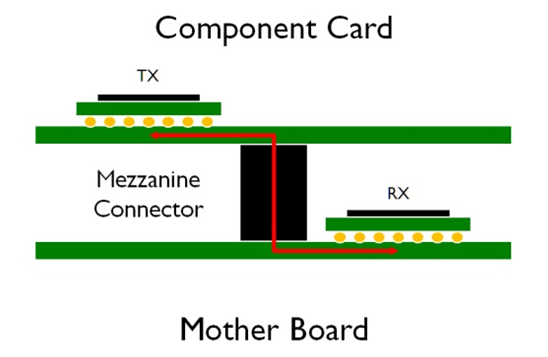 Component Card
TX
Mezzanine
Connector
RX
Mother Board